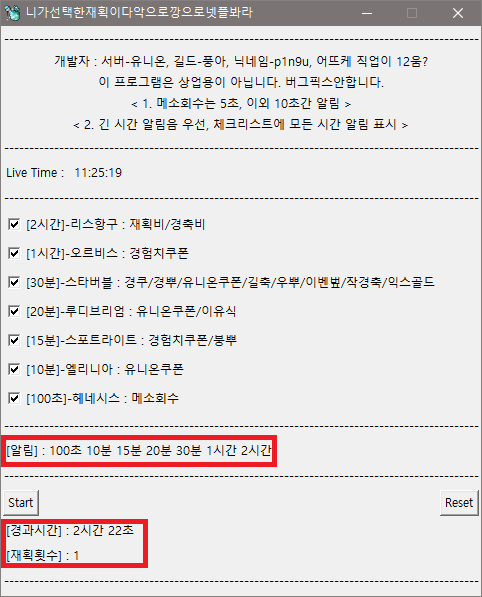 니가선택한재획이다악으로깡으로넷플봐라
개발자 : 서버-유니온, 길드-풍아, 닉네임-p1n9u, 어뜨케 직업이 12움?
이 프로그램은 상업용이 아닙니다. 버그픽스안합니다.
< 1. 메소회수는 5초, 이외 10초간 알림 >
< 2. 긴 시간 알림음 우선, 체크리스트에 모든 시간 알림 표시 >
Live Time : 11:25:19
[2시간]-리스항구 : 재획비/경축비
[1시간]-오르비스 : 경험치쿠폰
[30분]-스타버블 : 경쿠/경뿌/유니온쿠폰/길축/우뿌/이벤벞/작경축/익스골드
[20분]-루디브리엄 : 유니온쿠폰/이유식
[15분]-스포트라이트 : 경험치쿠폰/붕뿌
[10분]-엘리니아 : 유니온쿠폰
[100초]-헤네시스 : 메소회수
[알림] : 100초 10분 15분 20분 30분 1시간 2시간
Start
Reset
[경과시간] : 2시간 22초
[재획횟수] : 1